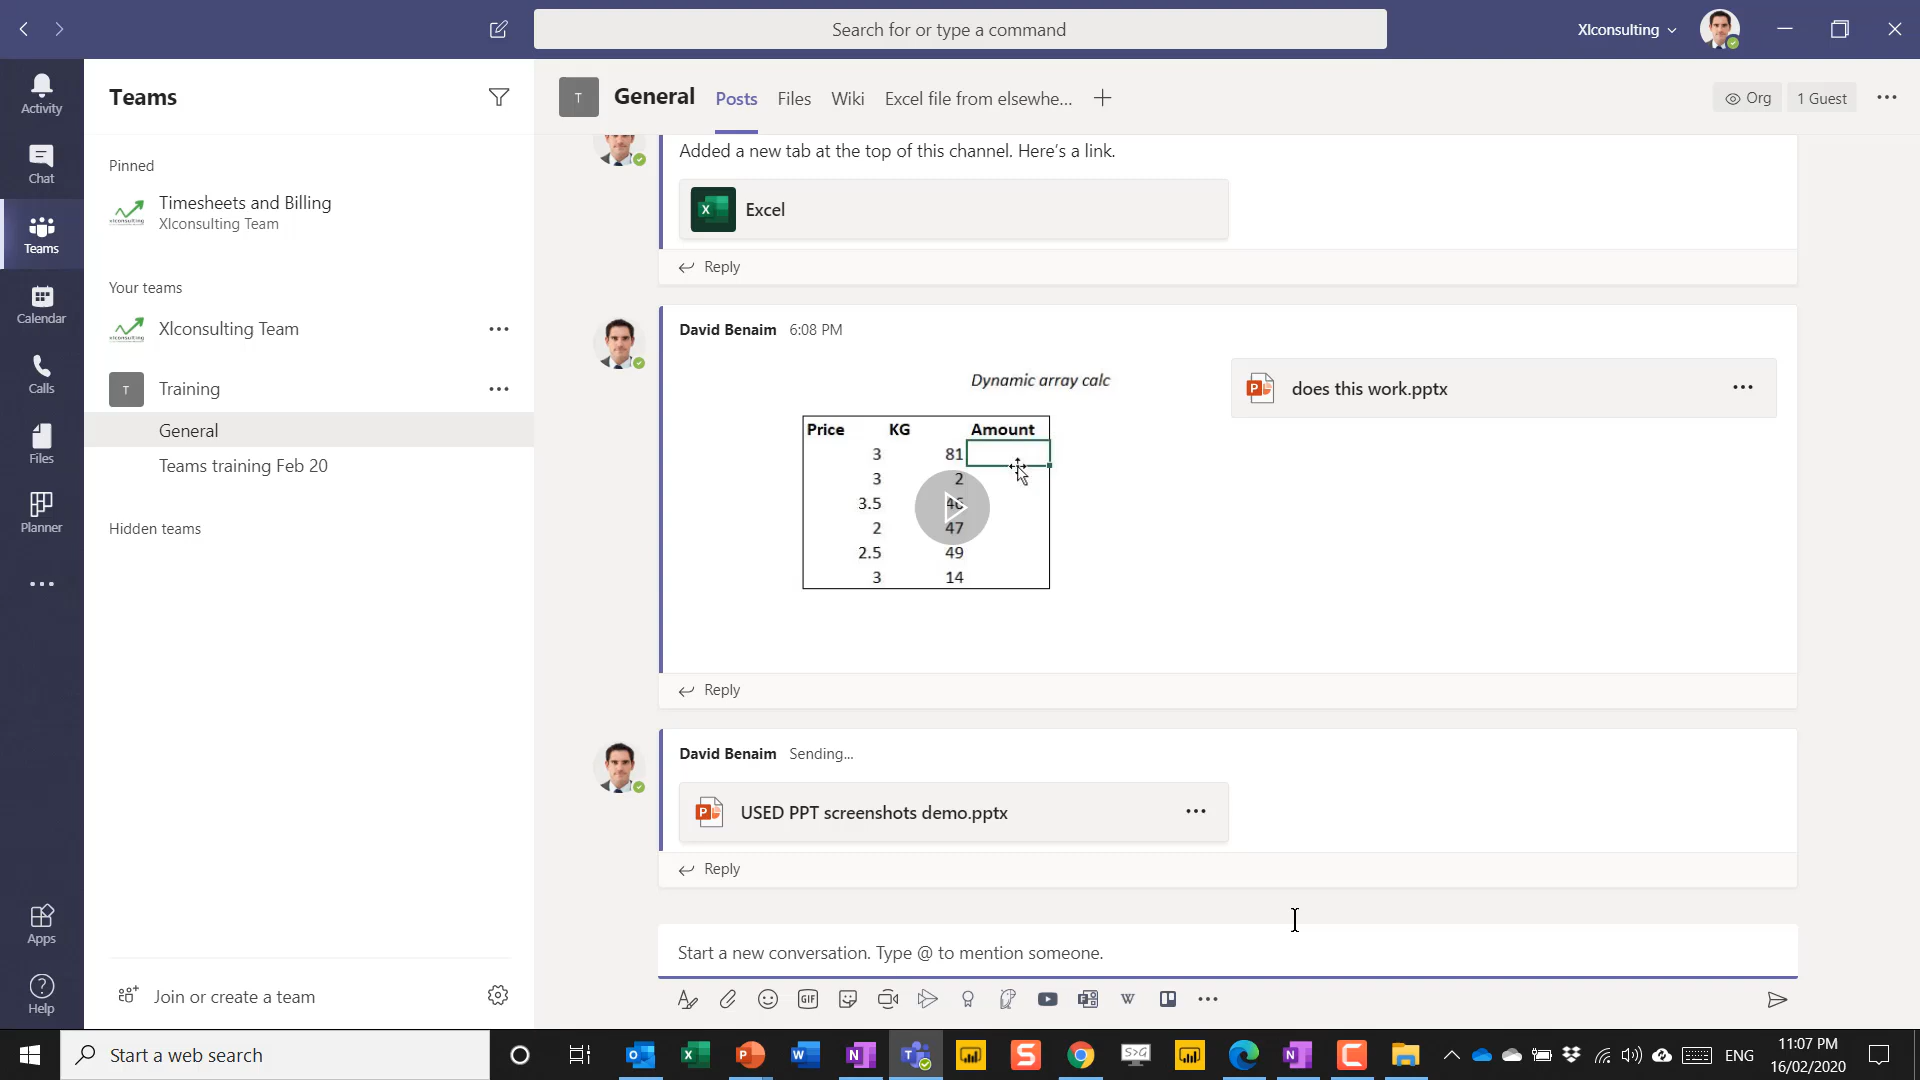 Search for or type a command
Xlconsulting
Activity
Chat
Teams
Calendar
Calls
Files
Planner
Apps
Help
Teams
Pinned
Timesheets and Billing
Xlconsulting Team
Your teams
Xlconsulting Team
T Training
General
Teams training Feb 20
Hidden teams
Join or create a team
T General Posts Files Wiki Excel file from elsewhe... Org 1 Guest
Added a new tab at the top of this channel. Here's a link.
Excel
Reply
David Benaim 6:08 PM
Dynamic array calc
Price KG Amount
3 81
3 2
3.5 46
2 47
2.5 49
3 14
does this work.pptx
Reply
David Benaim Sending...
USED PPT screenshots demo.pptx
Reply
Start a new conversation. Type @ to mention someone.
GIF
Start a web search
ENG
11:07 PM
16/02/2020